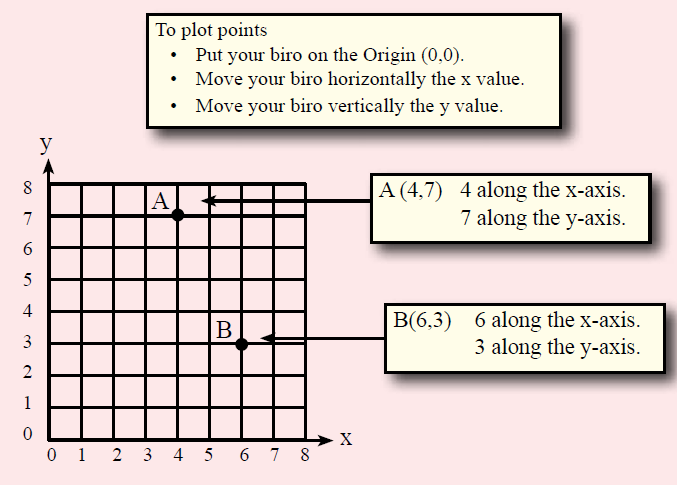 To plot points
• Put your biro on the Origin (0,0).
• Move your biro horizontally the x value.
• Move your biro vertically the y value.
y
8
7
6
5
4
3
2
1
0
A
B
0 1 2 3 4 5 6 7 8
x
A (4,7) 4 along the x-axis.
7 along the y-axis.
B(6,3) 6 along the x-axis.
3 along the y-axis.